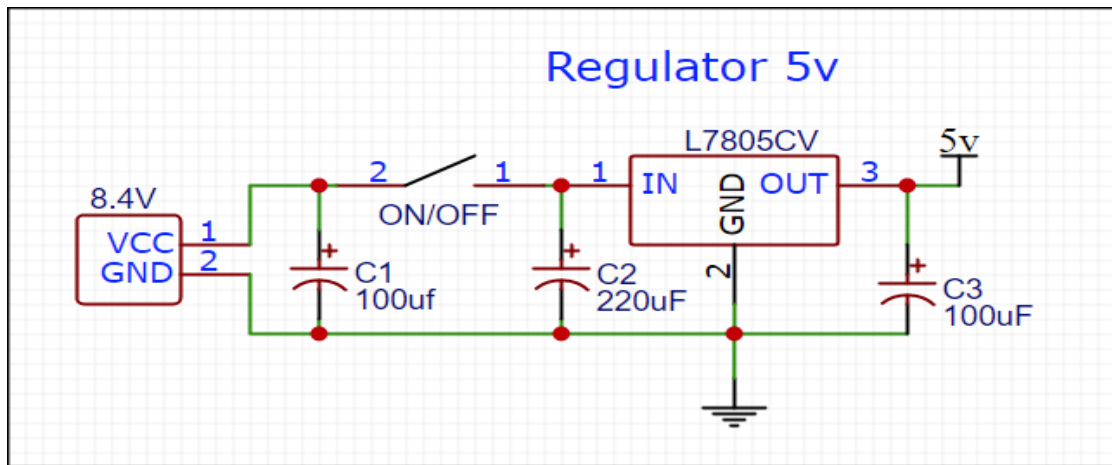 Regulator 5v
L7805CV
5v
8.4V
2
1
1
IN
GND
OUT
3
ON/OFF
VCC
1
GND
2
+
C1
100uf
+
C2
220uF
2
+
C3
100uF